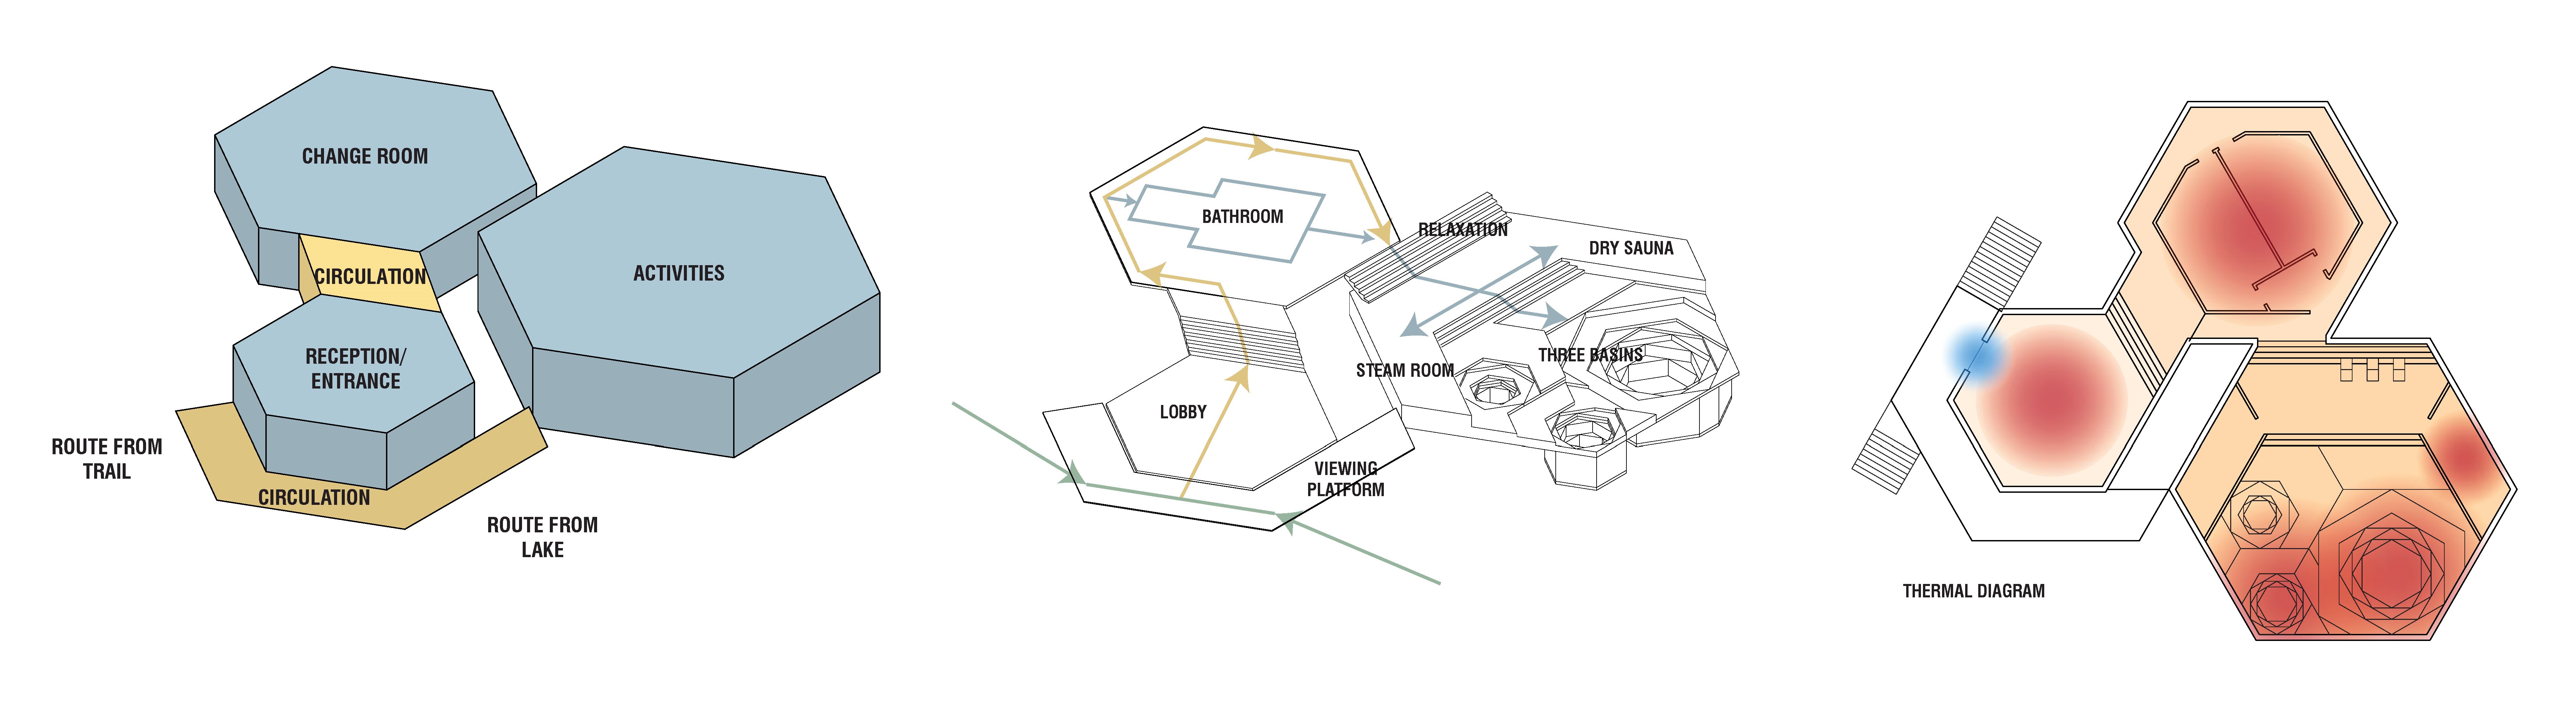 CHANGE ROOM
CIRCULATION
ACTIVITIES
RECEPTION/
ENTRANCE
ROUTE FROM
TRAIL
CIRCULATION
ROUTE FROM
LAKE
BATHROOM
RELAXATION
DRY SAUNA
THREE BASINS
STEAM ROOM
LOBBY
VIEWING
PLATFORM
THERMAL DIAGRAM